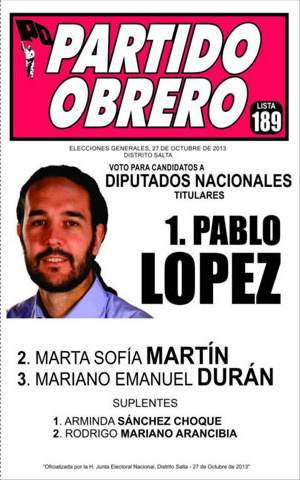 PO
PARTIDO
OBRERO
LISTA
189
ELECCIONES GENERALES, 27 DE OCTUBRE DE 2013
DISTRITO SALTA
VOTO PARA CANDIDATOS A
DIPUTADOS NACIONALES
TITULARES
1. PABLO
LOPEZ
2. MARTA SOFÍA MARTÍN
3. MARIANO EMANUEL DURÁN
SUPLENTES
1. ARMINDA SÁNCHEZ CHOQUE
2. RODRIGO MARIANO ARANCIBIA
"Oficializada por la H. Junta Electoral Nacional, Distrito Salta - 27 de Octubre de 2013"